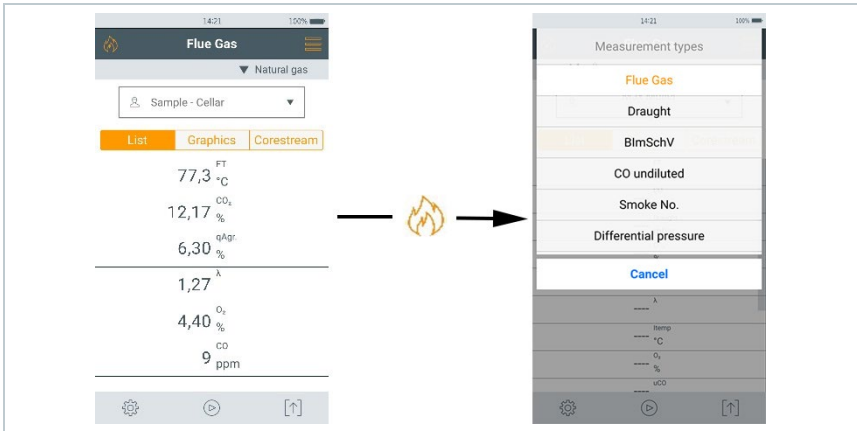 14:21 100%
Flue Gas
Natural gas
Sample - Cellar
List Graphics Corestream
FT
77,3 °C
CO₂
12,17 %
qAgr.
6,30 %
λ
1,27
O₂
4,40 %
CO
9 ppm
14:21 100%
Measurement types
Flue Gas
Draught
BImSchV
CO undiluted
Smoke No.
Differential pressure
Cancel
λ
----
Itemp
---- °C
O₂
---- %
uCO
----